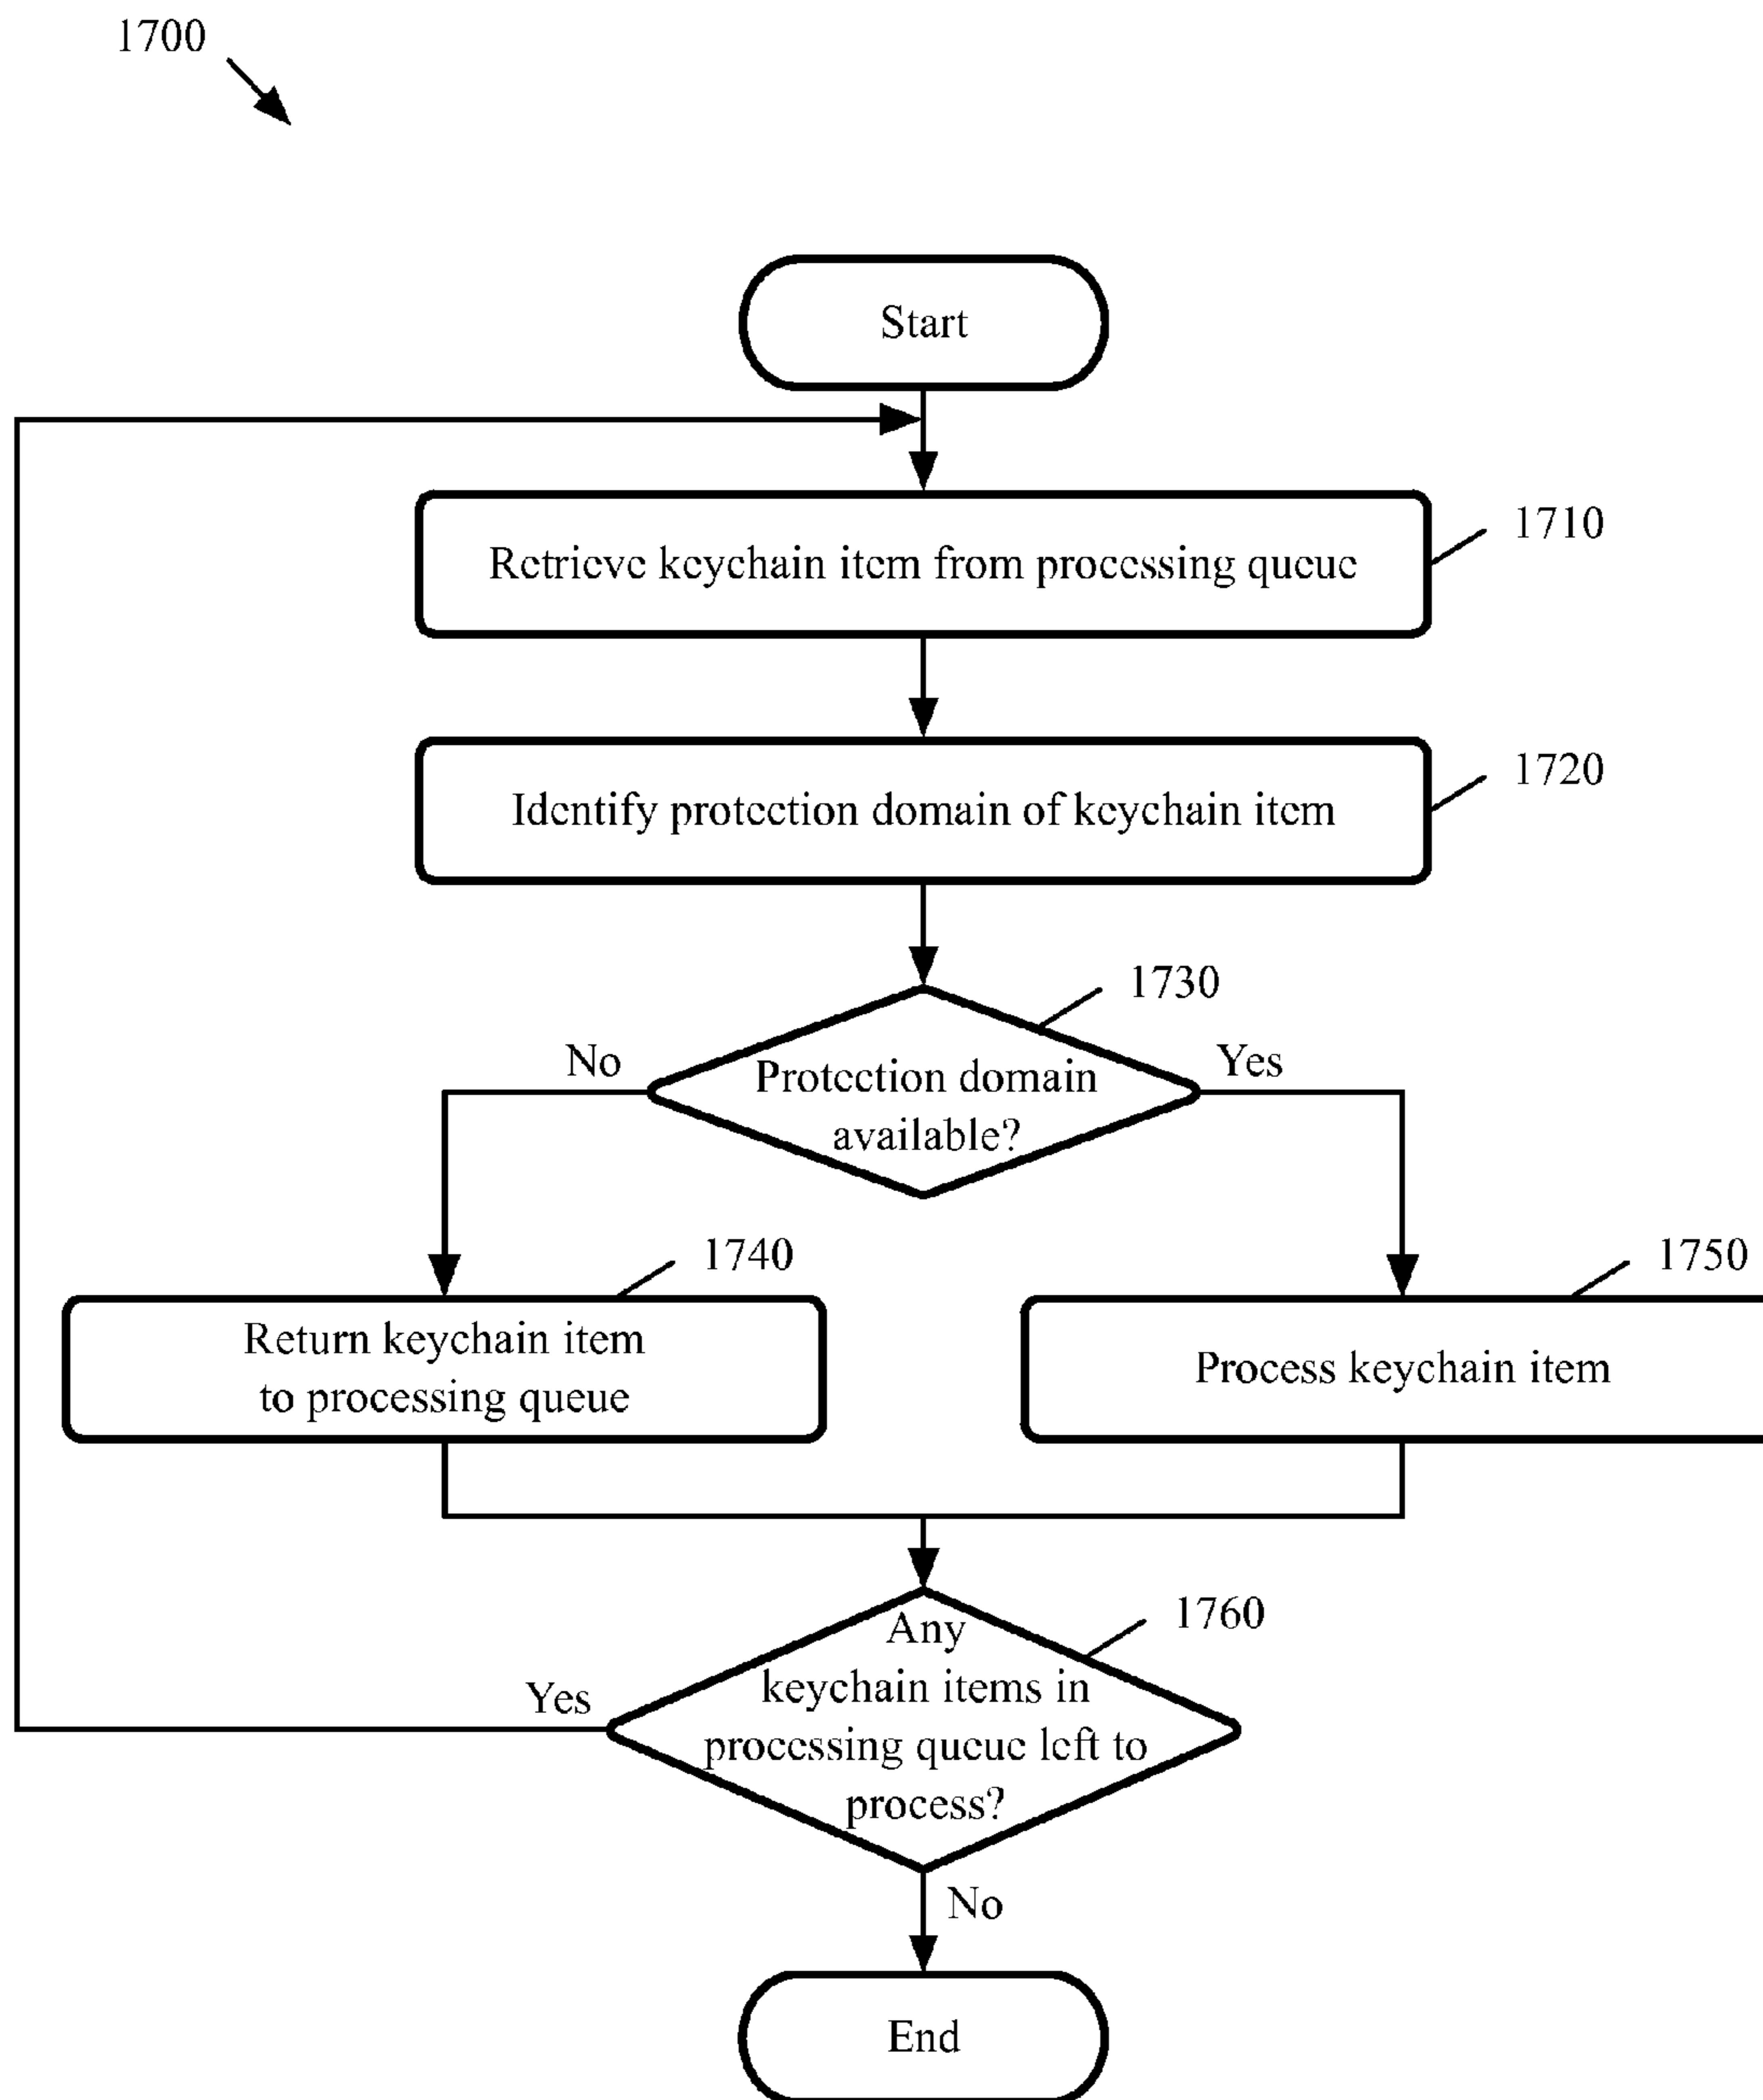 1700
Start
Retrieve keychain item from processing queue
1710
Identify protection domain of keychain item
1720
1730
No
Yes
Protection domain
available?
1740
1750
Return keychain item
to processing queue
Process keychain item
1760
Any
keychain items in
processing queue left to
process?
Yes
No
End